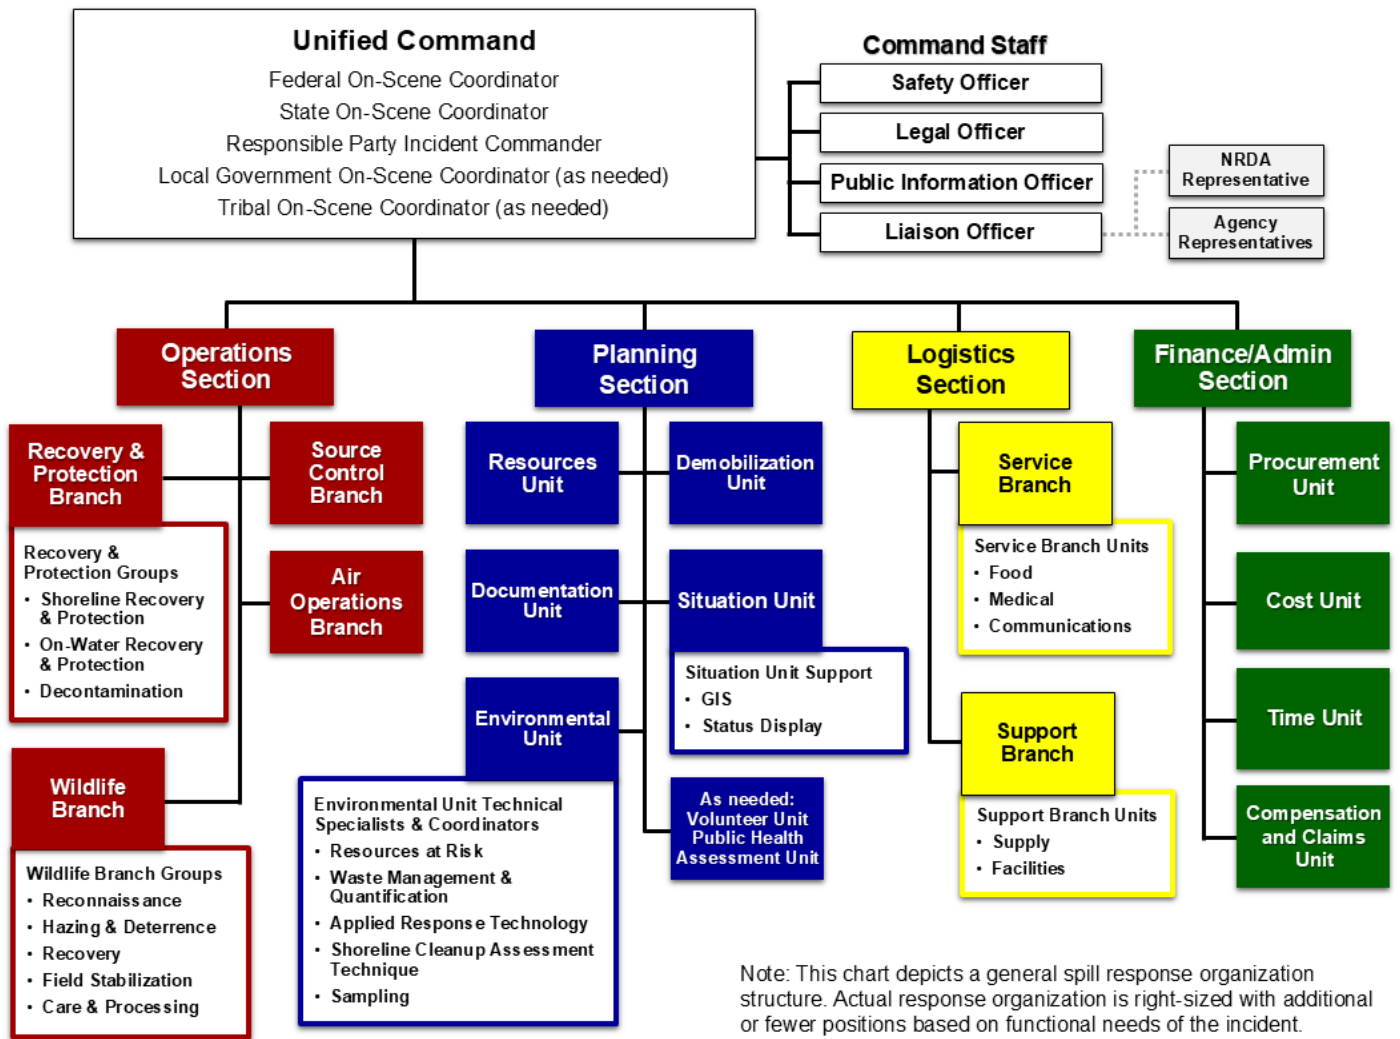 Unified Command
Federal On-Scene Coordinator
State On-Scene Coordinator
Responsible Party Incident Commander
Local Government On-Scene Coordinator (as needed)
Tribal On-Scene Coordinator (as needed)
Command Staff
Safety Officer
Legal Officer
Public Information Officer
Liaison Officer
NRDA
Representative
Agency
Representatives
Operations
Section
Recovery &
Protection
Branch
Source
Control
Branch
Recovery &
Protection Groups
• Shoreline Recovery
& Protection
• On-Water Recovery
& Protection
• Decontamination
Air
Operations
Branch
Wildlife
Branch
Wildlife Branch Groups
• Reconnaissance
• Hazing & Deterrence
• Recovery
• Field Stabilization
• Care & Processing
Planning
Section
Resources
Unit
Demobilization
Unit
Documentation
Unit
Situation Unit
Situation Unit Support
• GIS
• Status Display
Environmental
Unit
Environmental Unit Technical
Specialists & Coordinators
• Resources at Risk
• Waste Management &
Quantification
• Applied Response Technology
• Shoreline Cleanup Assessment
Technique
• Sampling
As needed:
Volunteer Unit
Public Health
Assessment Unit
Logistics
Section
Service
Branch
Service Branch Units
• Food
• Medical
• Communications
Support
Branch
Support Branch Units
• Supply
• Facilities
Finance/Admin
Section
Procurement
Unit
Cost Unit
Time Unit
Compensation
and Claims
Unit
Note: This chart depicts a general spill response organization
structure. Actual response organization is right-sized with additional
or fewer positions based on functional needs of the incident.